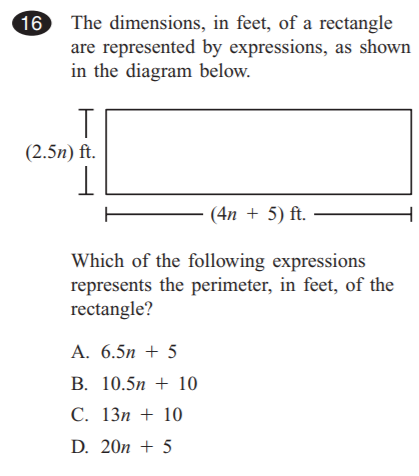 16 The dimensions, in feet, of a rectangle
are represented by expressions, as shown
in the diagram below.
(2.5n) ft.
(4n + 5) ft.
Which of the following expressions
represents the perimeter, in feet, of the
rectangle?
A. 6.5n + 5
B. 10.5n + 10
C. 13n + 10
D. 20n + 5